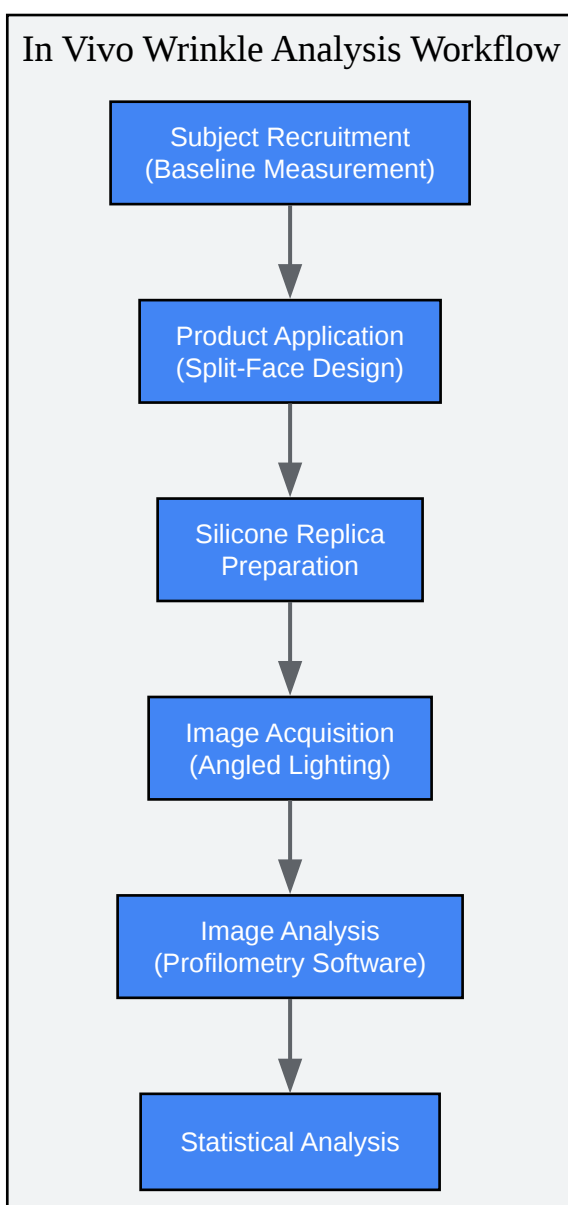 In Vivo Wrinkle Analysis Workflow
Subject Recruitment
(Baseline Measurement)
Product Application
(Split-Face Design)
Silicone Replica
Preparation
Image Acquisition
(Angled Lighting)
Image Analysis
(Profilometry Software)
Statistical Analysis